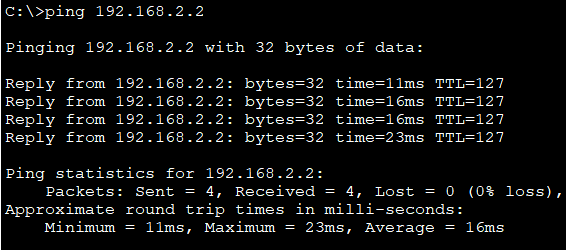 C:\>ping 192.168.2.2
Pinging 192.168.2.2 with 32 bytes of data:
Reply from 192.168.2.2: bytes=32 time=11ms TTL=127
Reply from 192.168.2.2: bytes=32 time=16ms TTL=127
Reply from 192.168.2.2: bytes=32 time=16ms TTL=127
Reply from 192.168.2.2: bytes=32 time=23ms TTL=127
Ping statistics for 192.168.2.2:
    Packets: Sent = 4, Received = 4, Lost = 0 (0% loss),
Approximate round trip times in milli-seconds:
    Minimum = 11ms, Maximum = 23ms, Average = 16ms